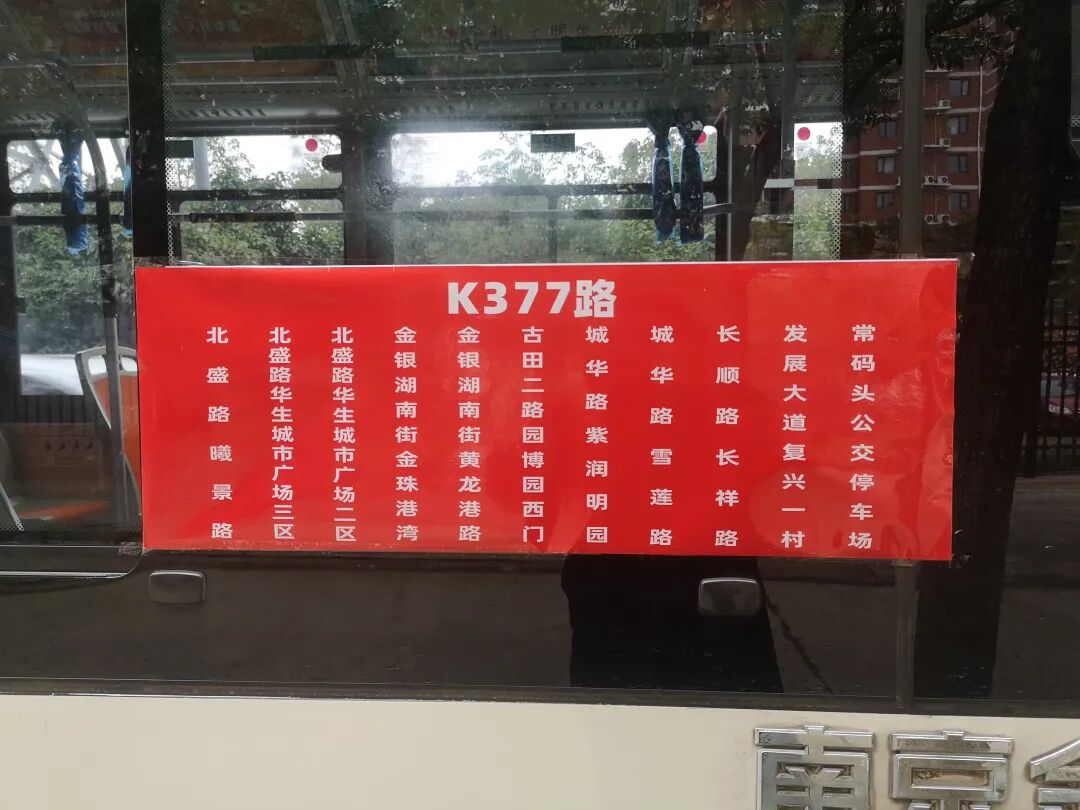 K377路
北盛路曦景路
北盛路华生城市广场三区
北盛路华生城市广场二区
金银湖南街金珠港湾
金银湖南街黄龙港路
古田二路园博园西门
城华路紫润明园
城华路雪莲路
长顺路长祥路
发展大道复兴一村
常码头公交停车场